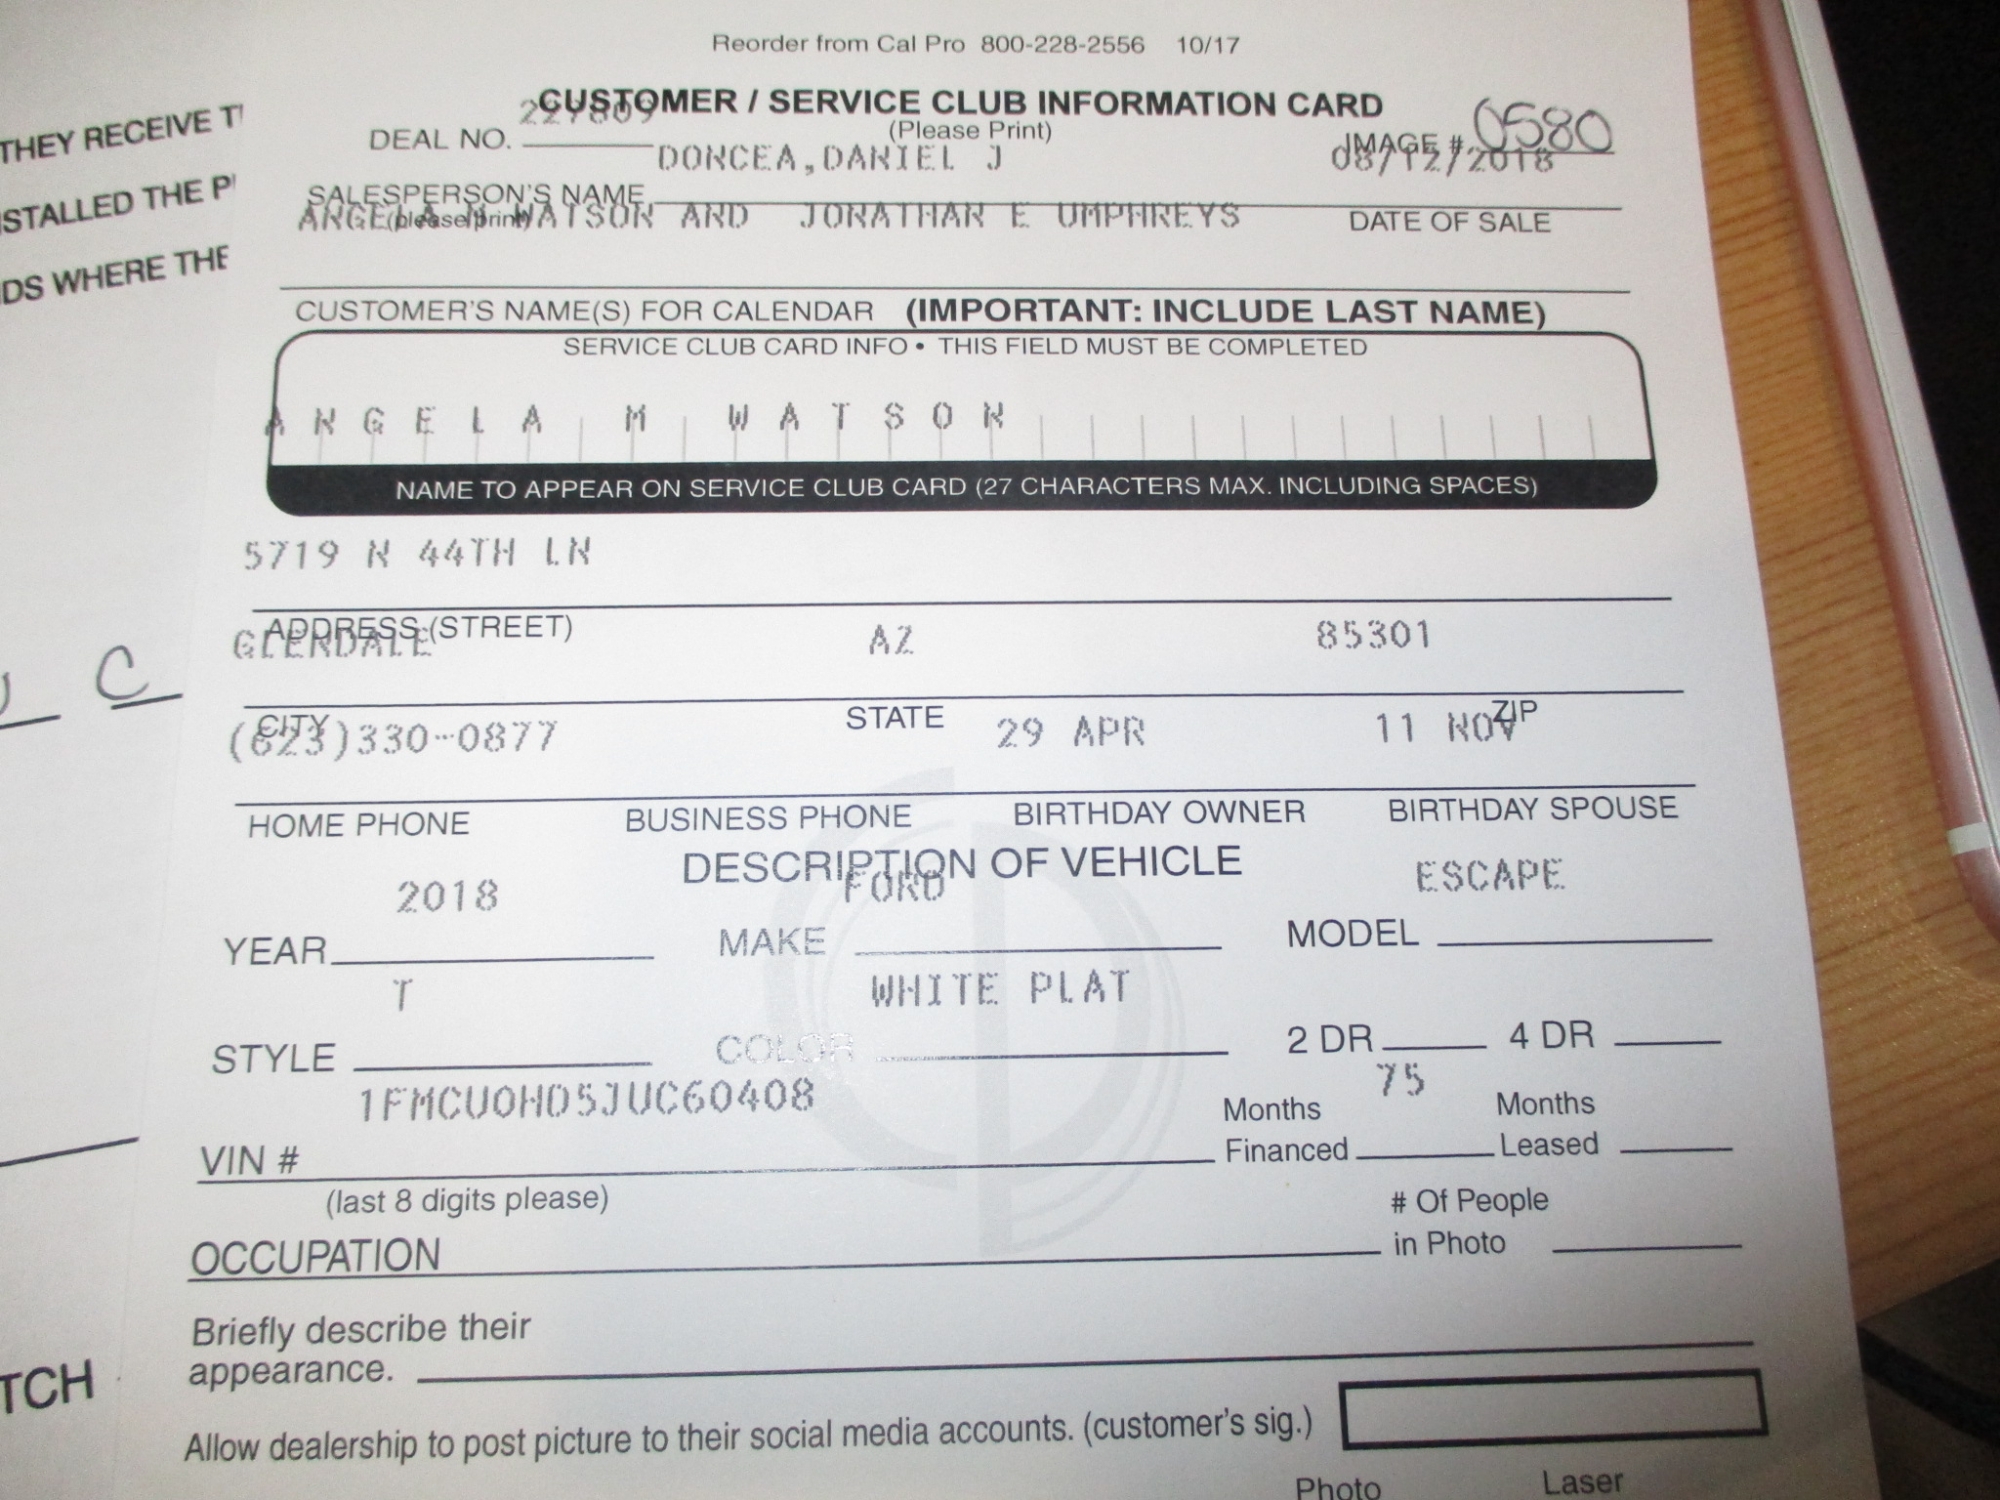 Reorder from Cal Pro 800-228-2556 10/17
CUSTOMER / SERVICE CLUB INFORMATION CARD
227809
(Please Print)
DEAL NO.
IMAGE # 0580
DONCEA,DANIEL J
08/12/2018
SALESPERSON'S NAME
(please print)
ANGELA M WATSON AND JONATHAN E UMPHREYS
DATE OF SALE
CUSTOMER'S NAME(S) FOR CALENDAR (IMPORTANT: INCLUDE LAST NAME)
SERVICE CLUB CARD INFO • THIS FIELD MUST BE COMPLETED
ANGELA M WATSON
NAME TO APPEAR ON SERVICE CLUB CARD (27 CHARACTERS MAX. INCLUDING SPACES)
5719 N 44TH LN
ADDRESS (STREET)
GLENDALE AZ 85301
CITY STATE ZIP
(623)330-0877 29 APR 11 NOV
HOME PHONE BUSINESS PHONE BIRTHDAY OWNER BIRTHDAY SPOUSE
DESCRIPTION OF VEHICLE
2018 FORD ESCAPE
YEAR MAKE MODEL
T WHITE PLAT
STYLE COLOR 2 DR 4 DR
1FMCU0HD5JUC60408 75
VIN # Months Financed Months Leased
(last 8 digits please)
OCCUPATION # Of People in Photo
Briefly describe their
appearance.
Allow dealership to post picture to their social media accounts. (customer's sig.)
Photo Laser
THEY RECEIVE
STALLED THE
DS WHERE THE
C
TCH